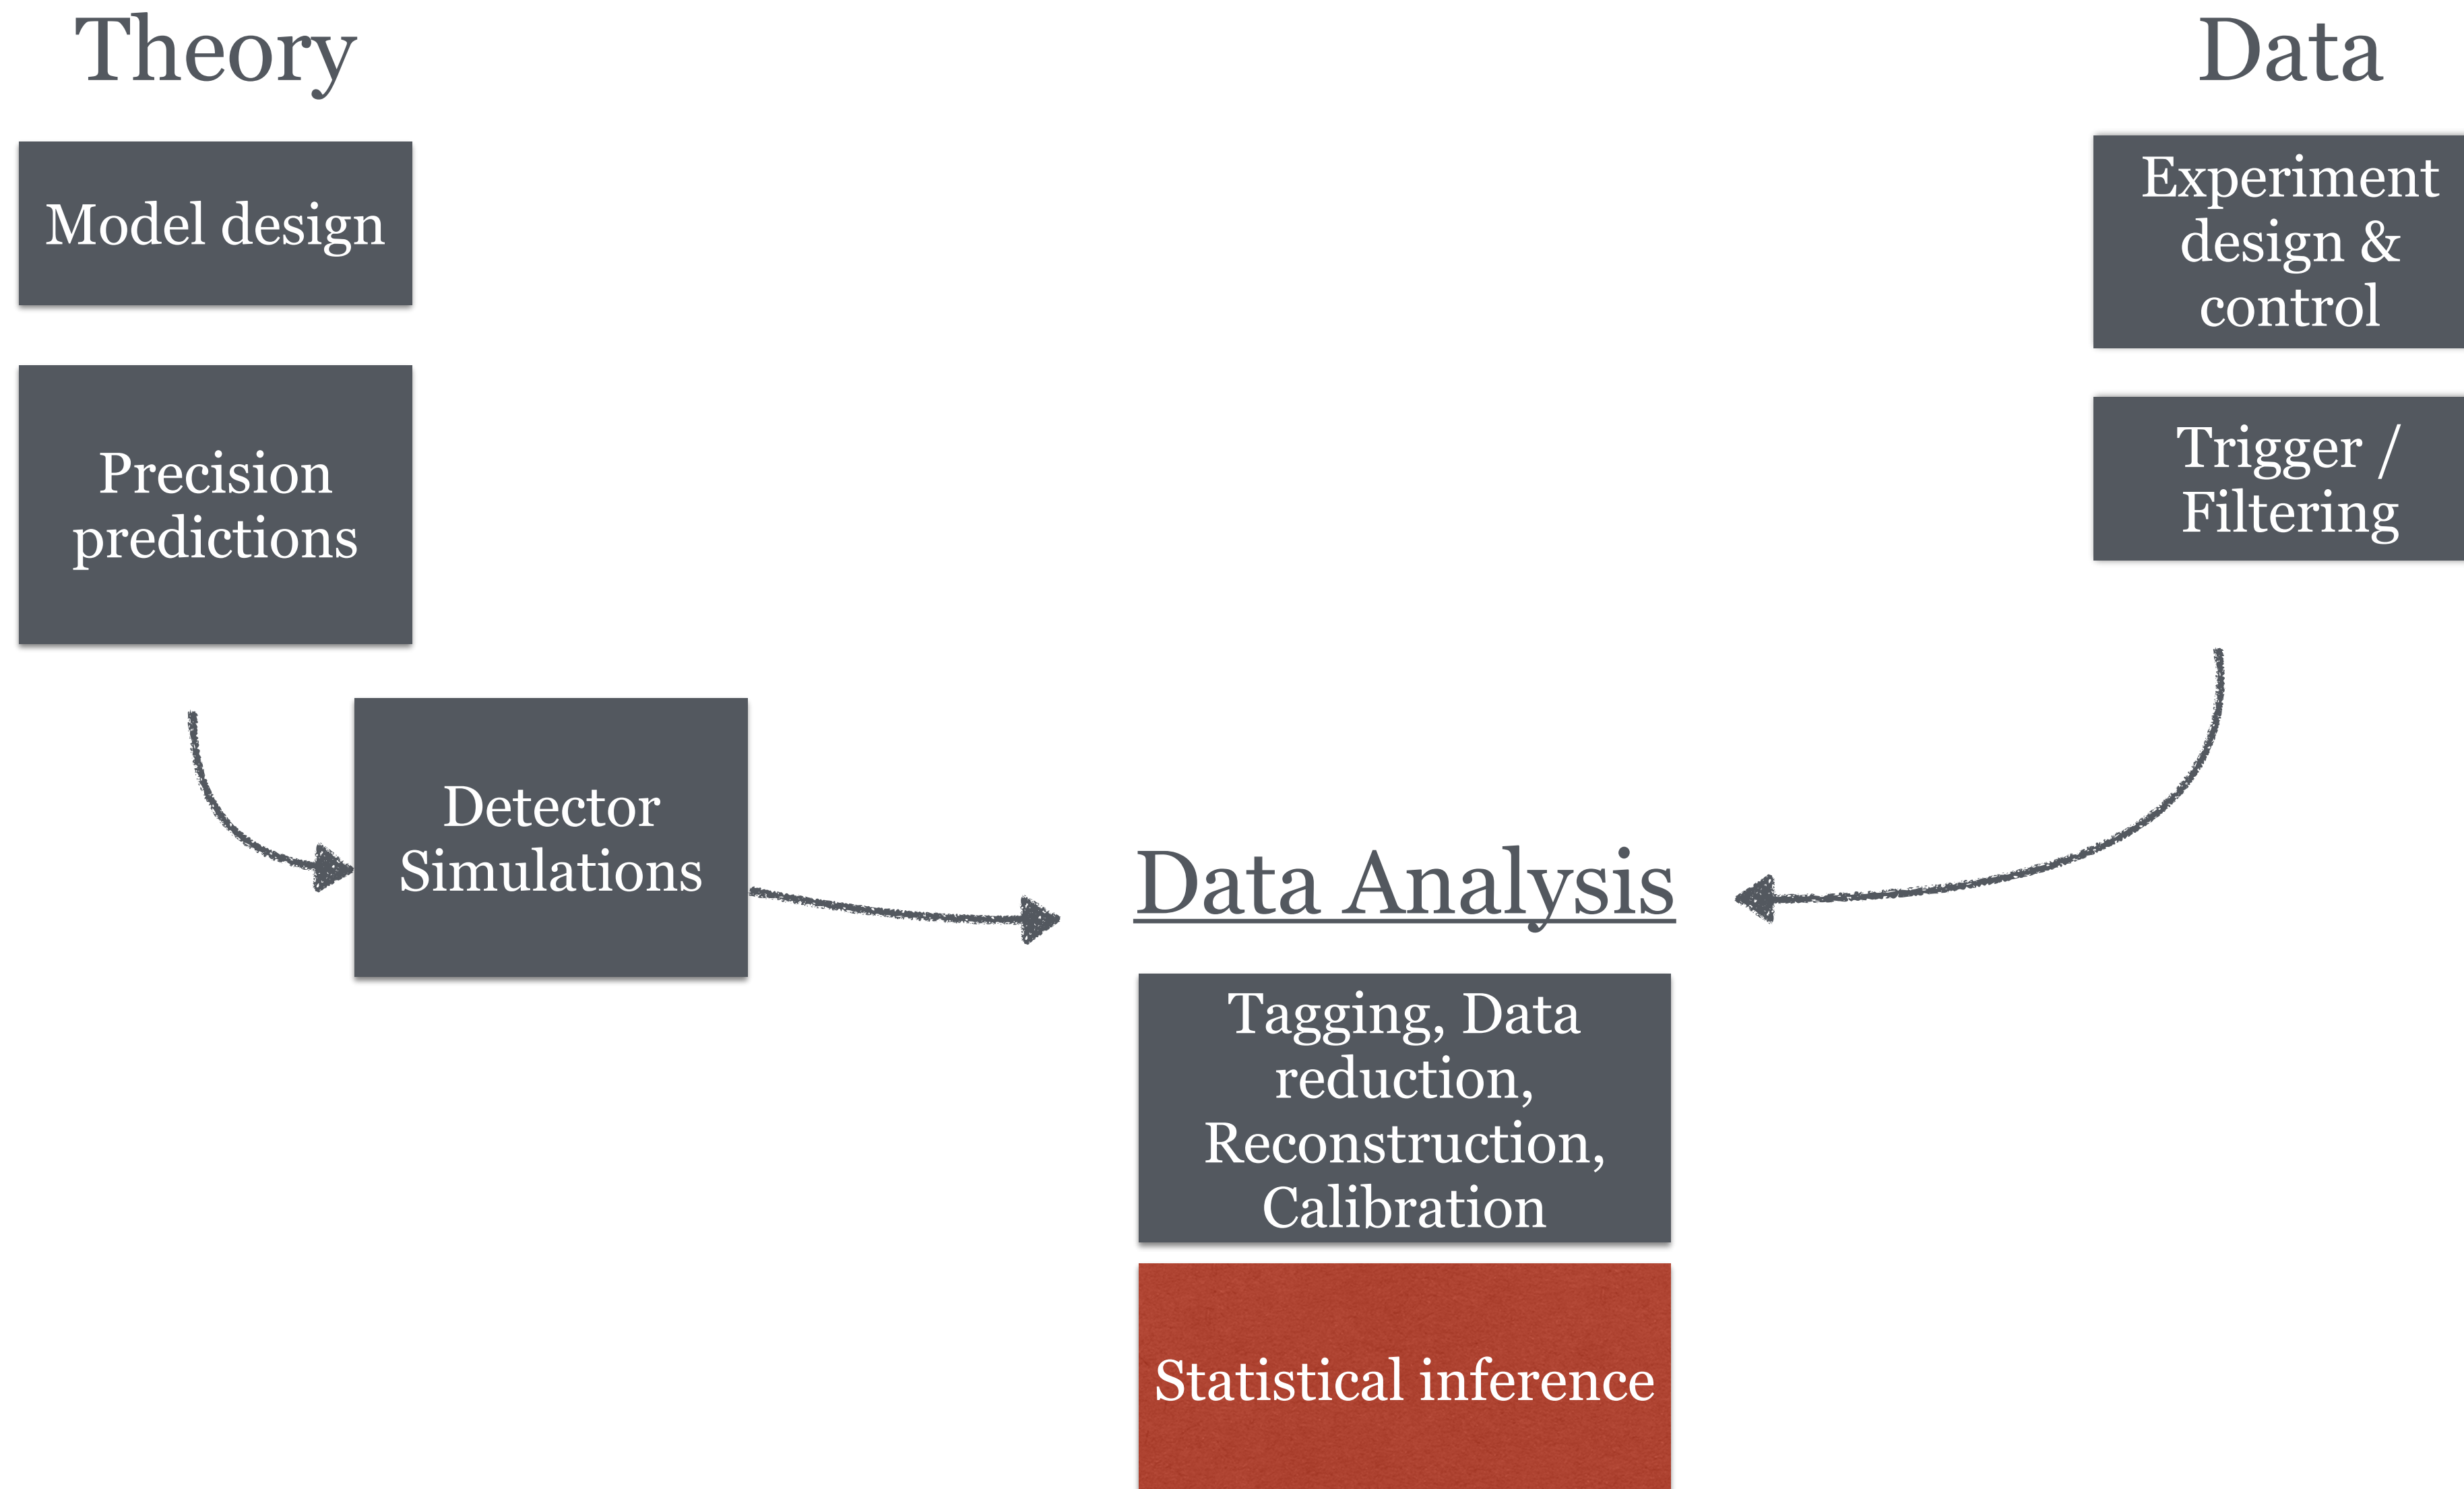 Theory
Model design
Precision
predictions
Detector
Simulations
Data
Experiment
design &
control
Trigger /
Filtering
Data Analysis
Tagging, Data
reduction,
Reconstruction,
Calibration
Statistical inference